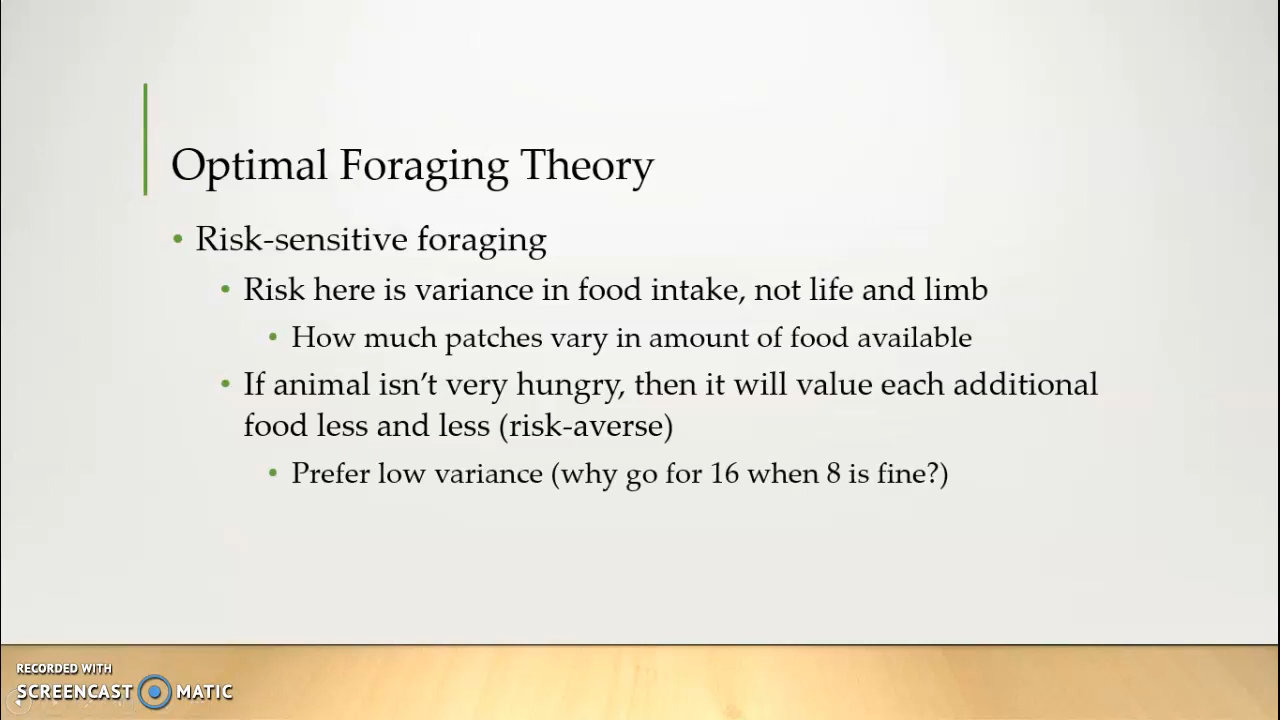 Optimal Foraging Theory
• Risk-sensitive foraging
• Risk here is variance in food intake, not life and limb
• How much patches vary in amount of food available
• If animal isn’t very hungry, then it will value each additional
food less and less (risk-averse)
• Prefer low variance (why go for 16 when 8 is fine?)
RECORDED WITH
SCREENCAST MATIC